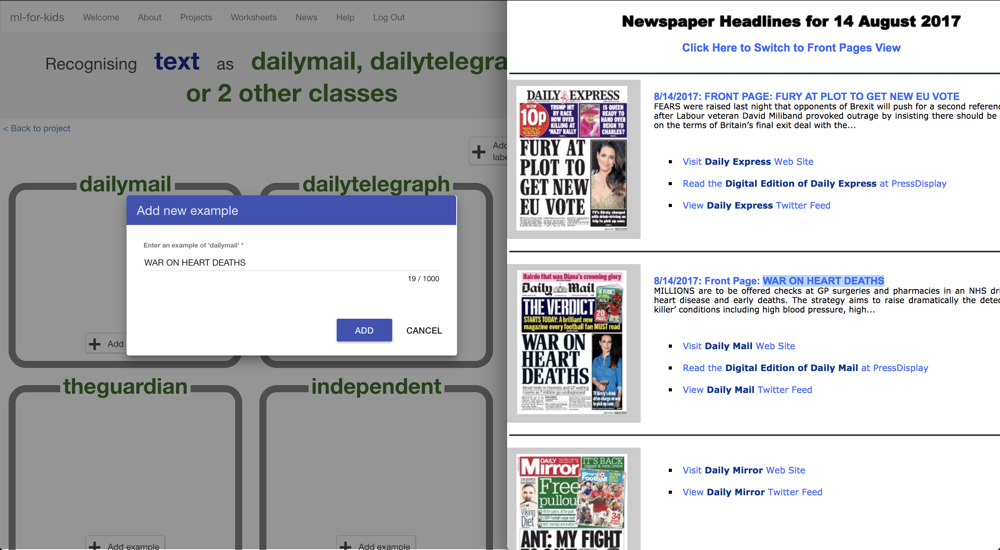 ml-for-kids Welcome About Projects Worksheets News Help Log Out
Recognising text as dailymail, dailytelegra
or 2 other classes
< Back to project
Add
labe
dailymail
dailytelegraph
Add new example
Enter an example of 'dailymail' *
WAR ON HEART DEATHS
19 / 1000
ADD CANCEL
Add
theguardian
independent
Add example
Add example
Newspaper Headlines for 14 August 2017
Click Here to Switch to Front Pages View
DAILY EXPRESS
NOW
10p
TRUMP HIT
BY RACE
ROW OVER
KILLING AT
'NAZI' RALLY
IS QUEEN
READY TO
HAND OVER
REIGN TO
CHARLES?
FURY AT
PLOT TO
GET NEW
EU VOTE
TV's Kirsty charged
with drink-driving on
trip to pick up sons
8/14/2017: FRONT PAGE: FURY AT PLOT TO GET NEW EU VOTE
FEARS were raised last night that opponents of Brexit will push for a second referen
after Labour veteran David Miliband provoked outrage by insisting there should be
on the terms of Britain’s final exit deal with the...
Visit Daily Express Web Site
Read the Digital Edition of Daily Express at PressDisplay
View Daily Express Twitter Feed
Hairdo that was Diana's crowning glory
Daily Mail
THE VERDICT
20
PAGES
STARTS TODAY: A brilliant new
magazine every football fan MUST read
WAR ON
HEART
DEATHS
Blood tests in chemists and GP waiting
rooms as 7 million go undiagnosed
TV Kirsty's drink
drive charge on way
to pick up sons
8/14/2017: Front Page: WAR ON HEART DEATHS
MILLIONS are to be offered checks at GP surgeries and pharmacies in an NHS dri
heart disease and early deaths. The strategy aims to raise dramatically the detec
killer’ conditions including high blood pressure, high...
Visit Daily Mail Web Site
Read the Digital Edition of Daily Mail at PressDisplay
View Daily Mail Twitter Feed
DAILY
Mirror
IT'S BACK
bigger & even better
Mirror
Football
Free
pullout
Viking
Diet
All the games, all the goals
EVERY Football League clash
Best coverage and analysis
34
ANT: MY FIGHT
Visit Daily Mirror Web Site
View Daily Mirror Twitter Feed